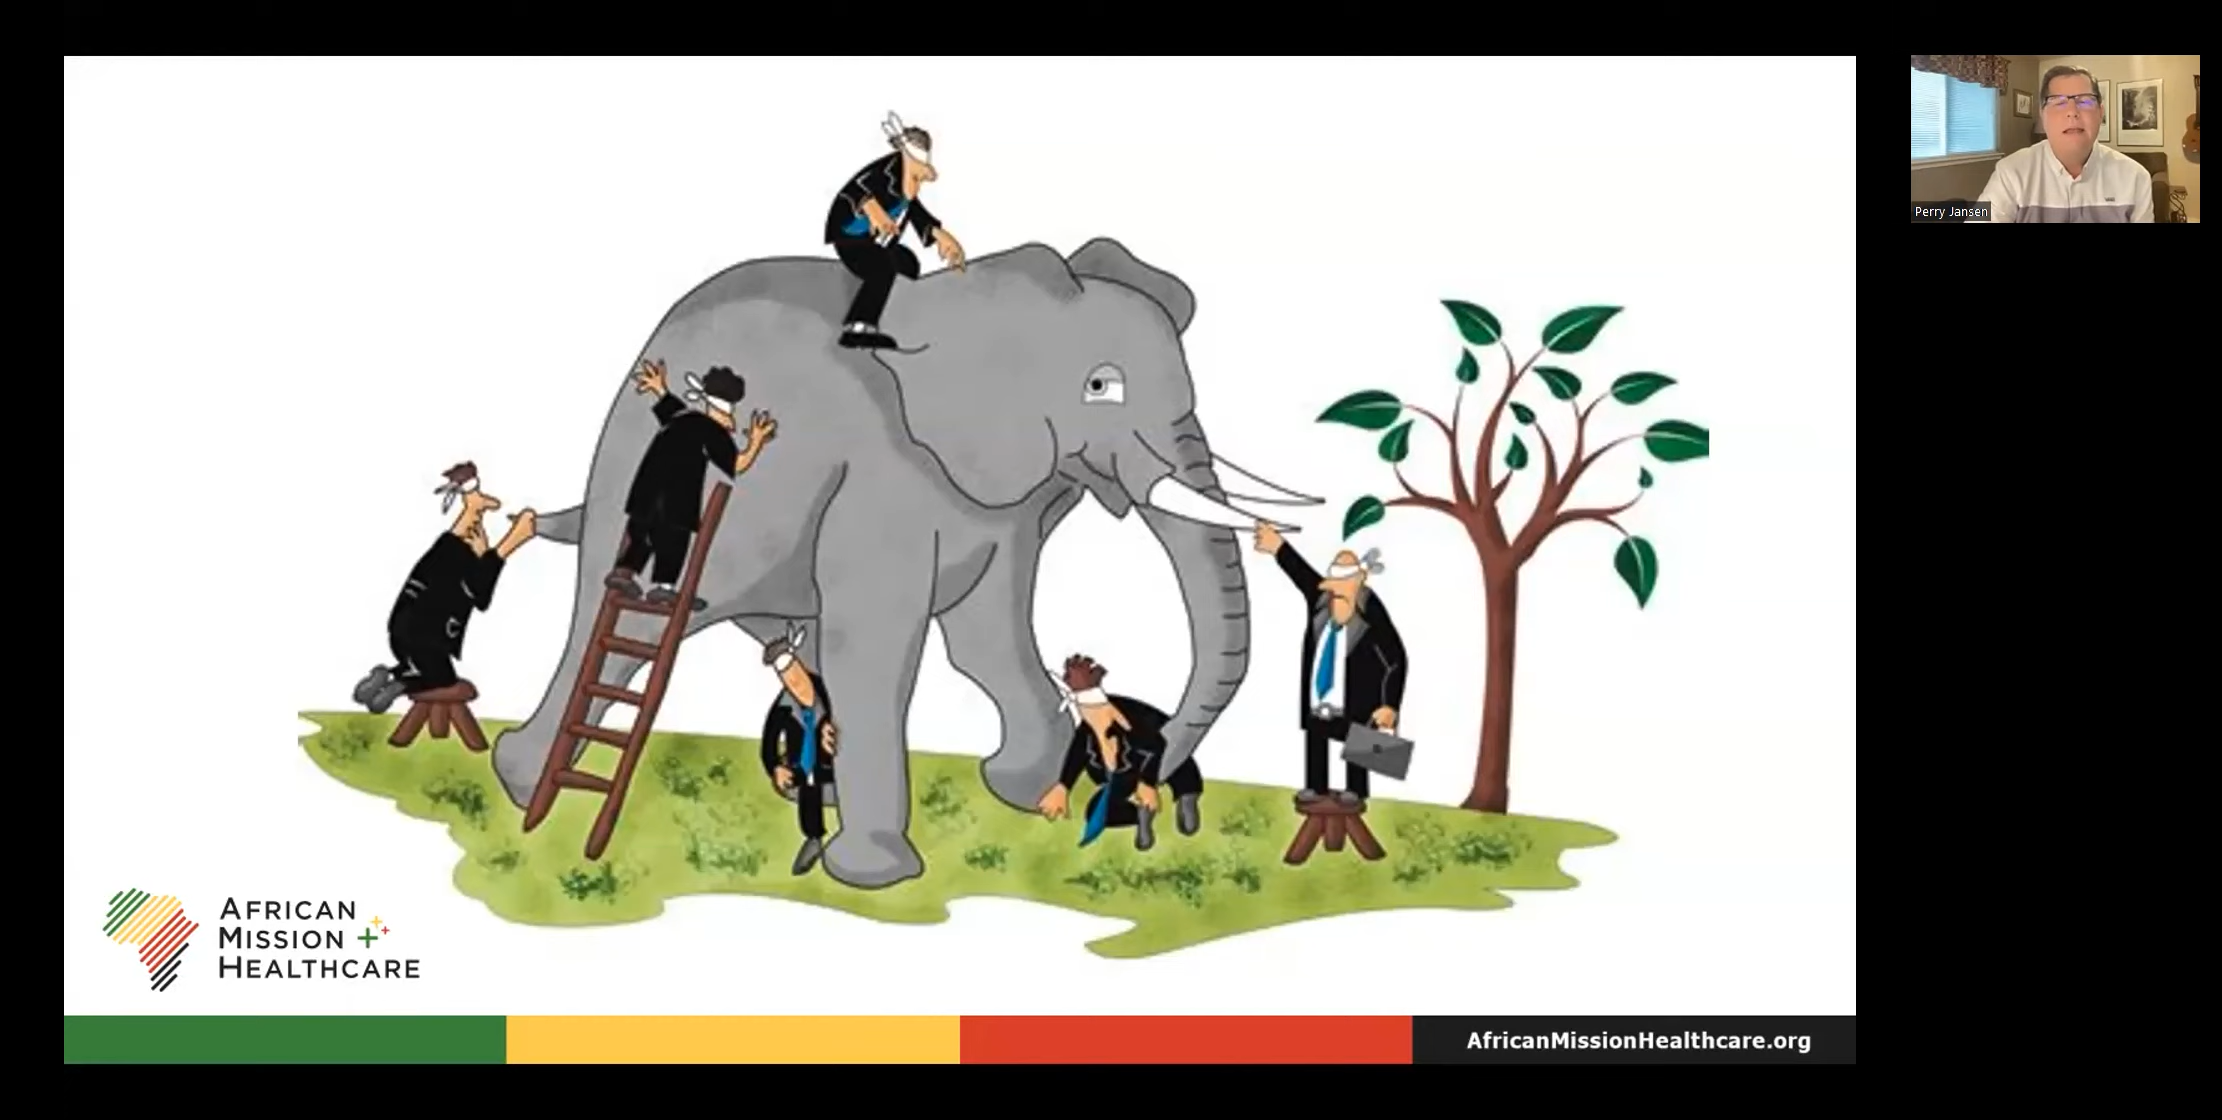 Perry Jansen
AFRICAN
MISSION
HEALTHCARE
AfricanMissionHealthcare.org